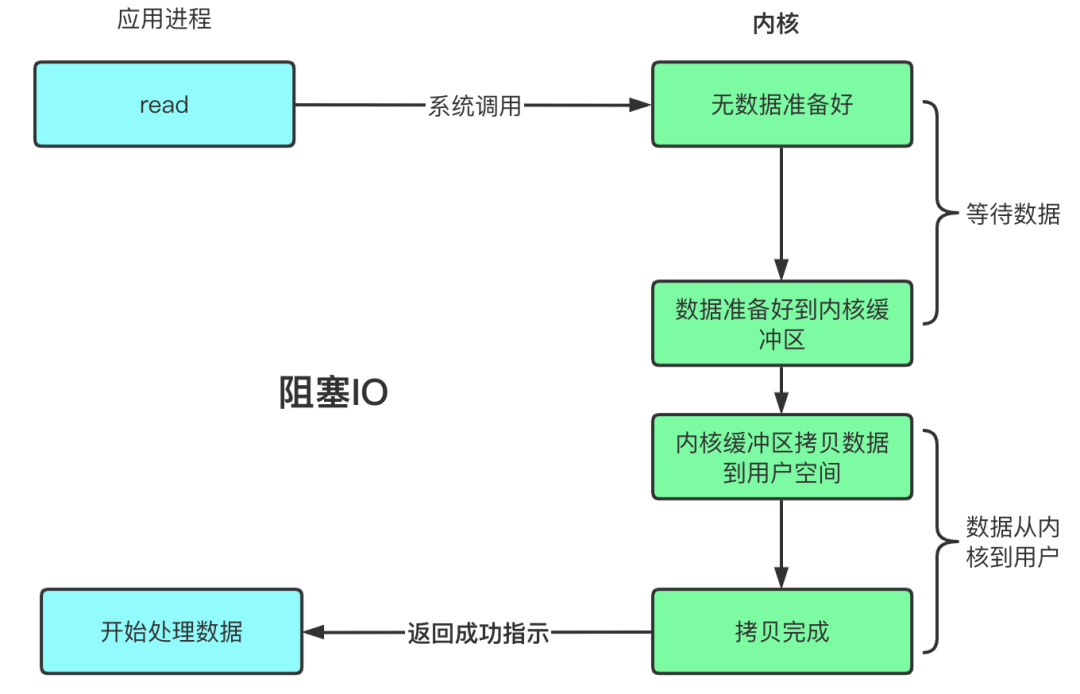 应用进程
内核
read
系统调用
无数据准备好
等待数据
数据准备好到内核缓
冲区
阻塞IO
内核缓冲区拷贝数据
到用户空间
数据从内
核到用户
开始处理数据
返回成功指示
拷贝完成